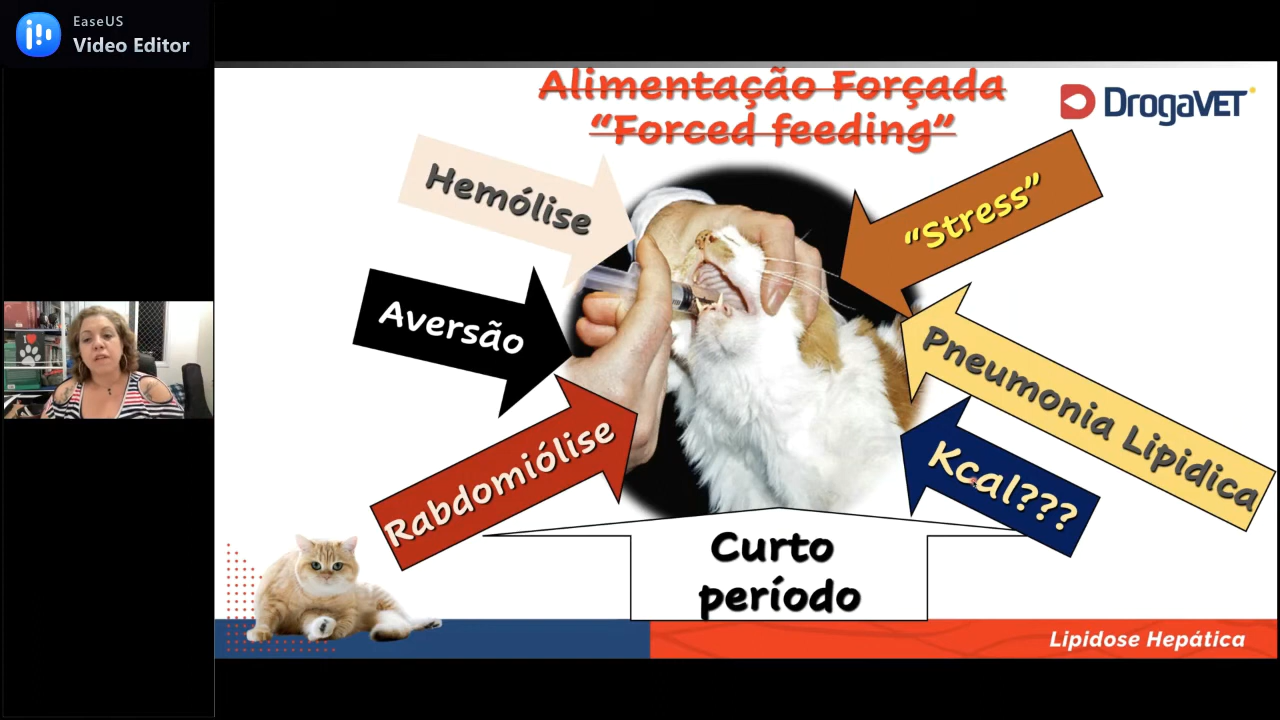 EaseUS
Video Editor
Alimentação Forçada
“Forced feeding”
DrogaVET
Hemólise
“Stress”
Aversão
Pneumonia Lipidica
Rabdomiólise
Kcal???
Curto
período
Lipidose Hepática